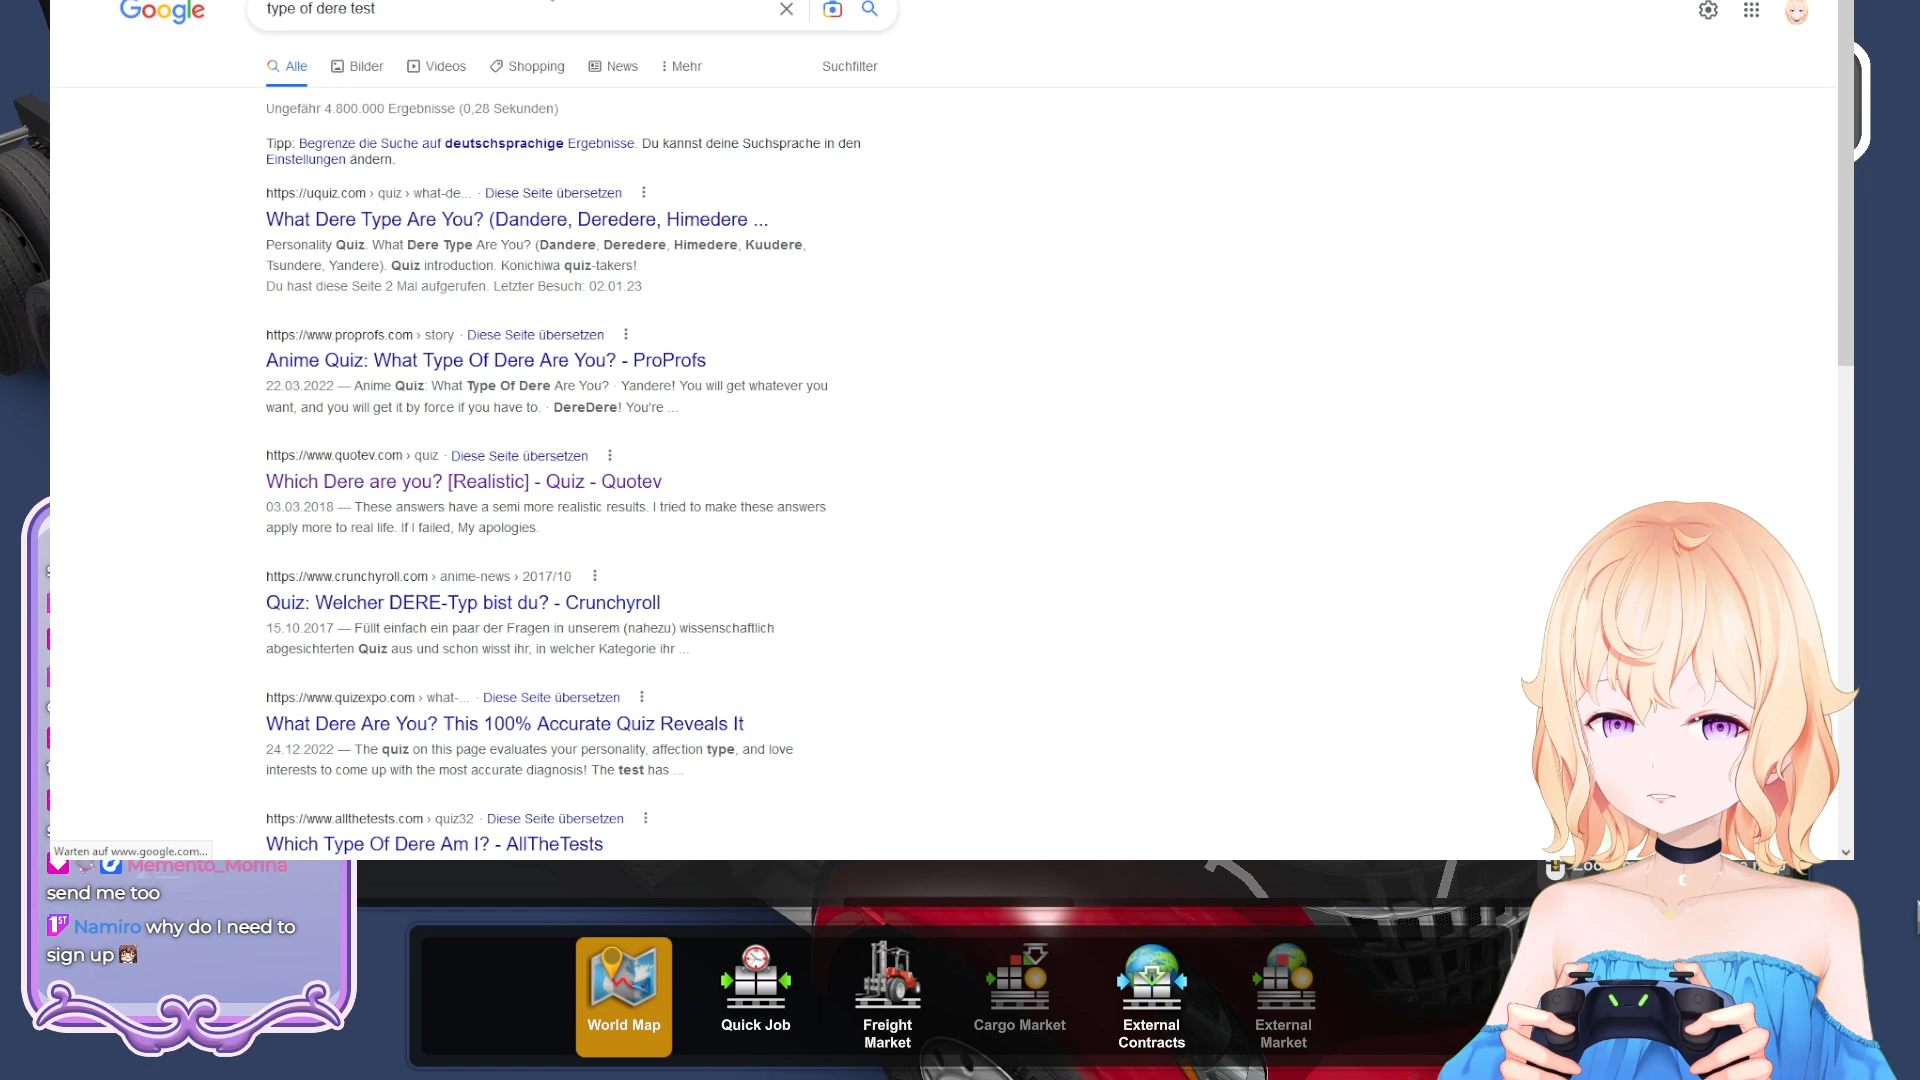 Google
type of dere test
Alle
Bilder
Videos
Shopping
News
Mehr
Suchfilter
Ungefähr 4.800.000 Ergebnisse (0,28 Sekunden)
Tipp: Begrenze die Suche auf deutschsprachige Ergebnisse. Du kannst deine Suchsprache in den
Einstellungen ändern.
https://uquiz.com › quiz › what-de... · Diese Seite übersetzen
What Dere Type Are You? (Dandere, Deredere, Himedere ...
Personality Quiz. What Dere Type Are You? (Dandere, Deredere, Himedere, Kuudere,
Tsundere, Yandere). Quiz introduction. Konichiwa quiz-takers!
Du hast diese Seite 2 Mal aufgerufen. Letzter Besuch: 02.01.23
https://www.proprofs.com › story · Diese Seite übersetzen
Anime Quiz: What Type Of Dere Are You? - ProProfs
22.03.2022 — Anime Quiz: What Type Of Dere Are You? · Yandere! You will get whatever you
want, and you will get it by force if you have to. · DereDere! You're ...
https://www.quotev.com › quiz · Diese Seite übersetzen
Which Dere are you? [Realistic] - Quiz - Quotev
03.03.2018 — These answers have a semi more realistic results. I tried to make these answers
apply more to real life. If I failed, My apologies.
https://www.crunchyroll.com › anime-news › 2017/10
Quiz: Welcher DERE-Typ bist du? - Crunchyroll
15.10.2017 — Füllt einfach ein paar der Fragen in unserem (nahezu) wissenschaftlich
abgesichterten Quiz aus und schon wisst ihr, in welcher Kategorie ihr ...
https://www.quizexpo.com › what-... · Diese Seite übersetzen
What Dere Are You? This 100% Accurate Quiz Reveals It
24.12.2022 — The quiz on this page evaluates your personality, affection type, and love
interests to come up with the most accurate diagnosis! The test has ...
https://www.allthetests.com › quiz32 · Diese Seite übersetzen
Which Type Of Dere Am I? - AllTheTests
Warten auf www.google.com...
Memento_Morina
send me too
1ST Namiro why do I need to
sign up
World Map
Quick Job
Freight
Market
Cargo Market
External
Contracts
External
Market